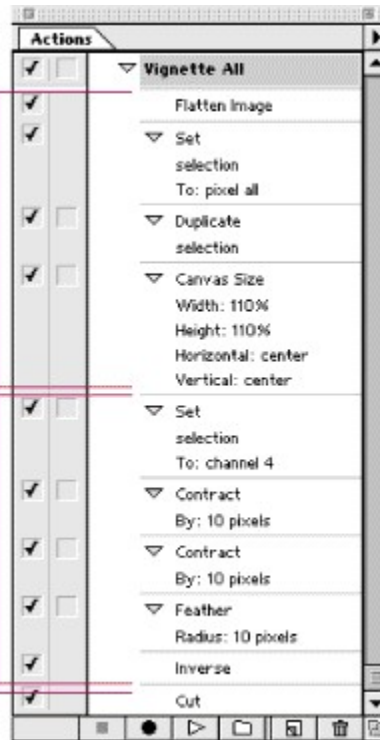 Actions
Vignette All
Flatten Image
Set
selection
To: pixel all
Duplicate
selection
Canvas Size
Width: 110%
Height: 110%
Horizontal: center
Vertical: center
Set
selection
To: channel 4
Contract
By: 10 pixels
Contract
By: 10 pixels
Feather
Radius: 10 pixels
Inverse
Cut